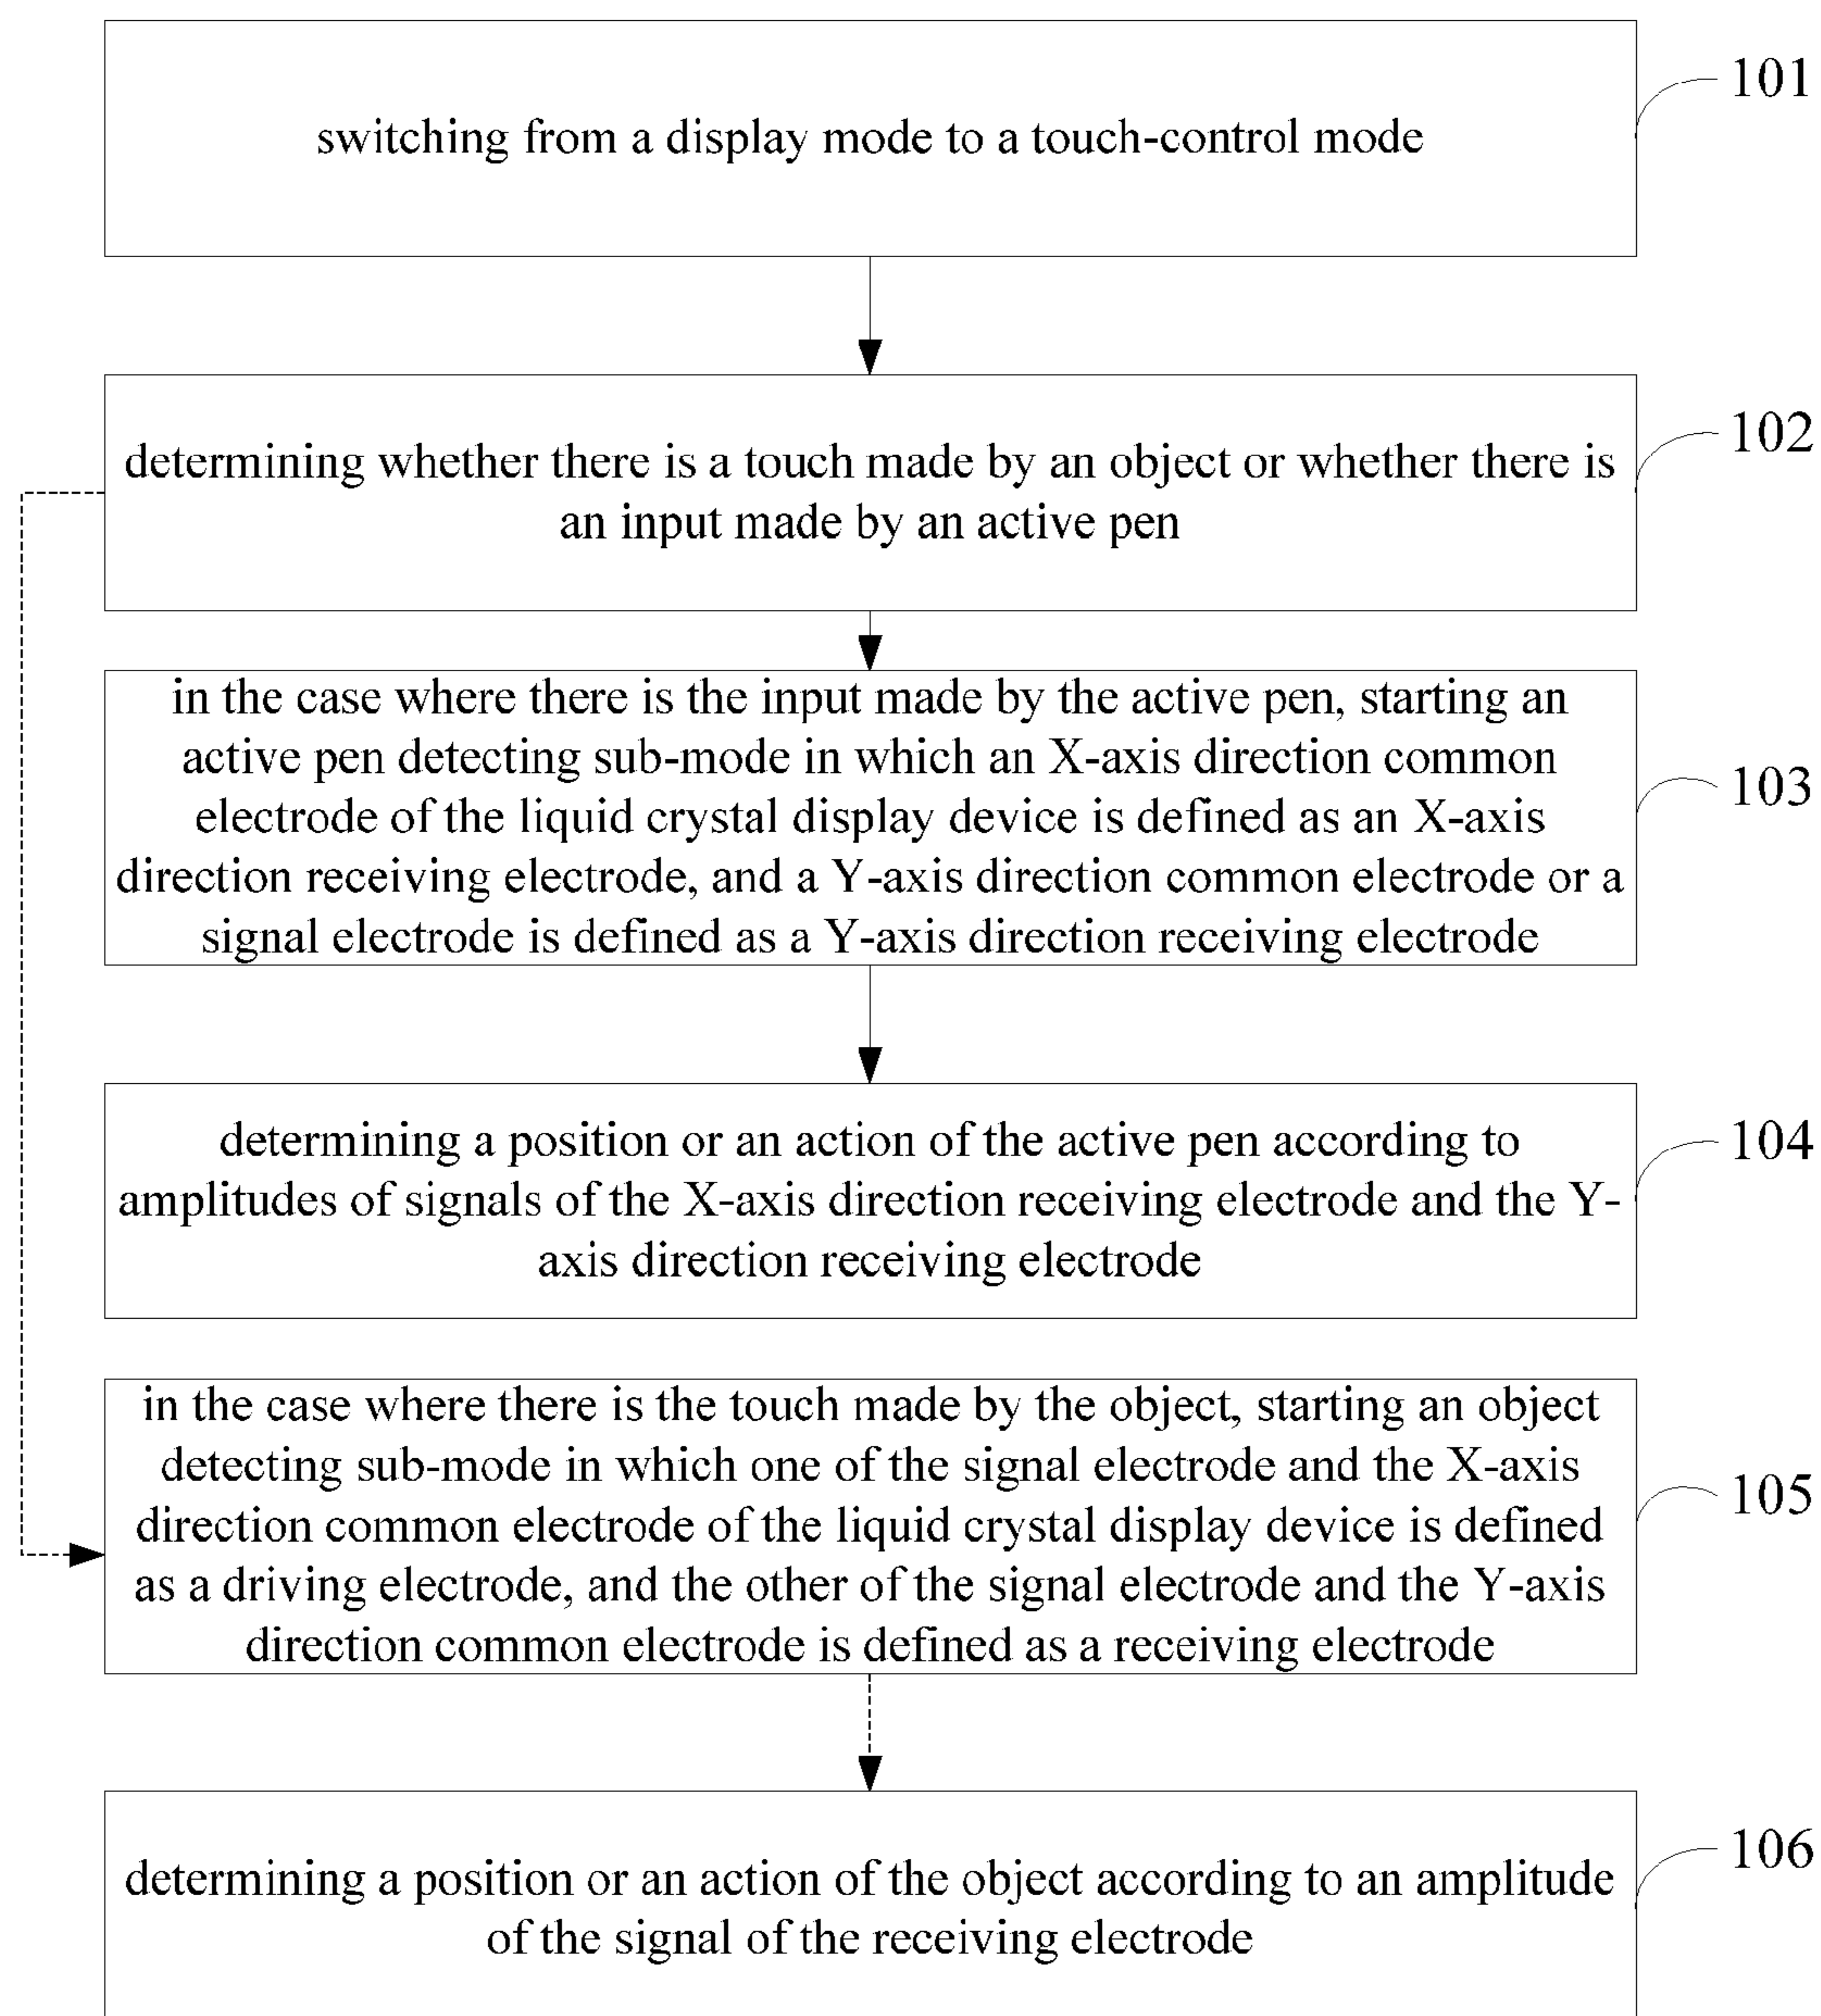 switching from a display mode to a touch-control mode
101
determining whether there is a touch made by an object or whether there is
an input made by an active pen
102
in the case where there is the input made by the active pen, starting an
active pen detecting sub-mode in which an X-axis direction common
electrode of the liquid crystal display device is defined as an X-axis
direction receiving electrode, and a Y-axis direction common electrode or a
signal electrode is defined as a Y-axis direction receiving electrode
103
determining a position or an action of the active pen according to
amplitudes of signals of the X-axis direction receiving electrode and the Y-
axis direction receiving electrode
104
in the case where there is the touch made by the object, starting an object
detecting sub-mode in which one of the signal electrode and the X-axis
direction common electrode of the liquid crystal display device is defined
as a driving electrode, and the other of the signal electrode and the Y-axis
direction common electrode is defined as a receiving electrode
105
determining a position or an action of the object according to an amplitude
of the signal of the receiving electrode
106